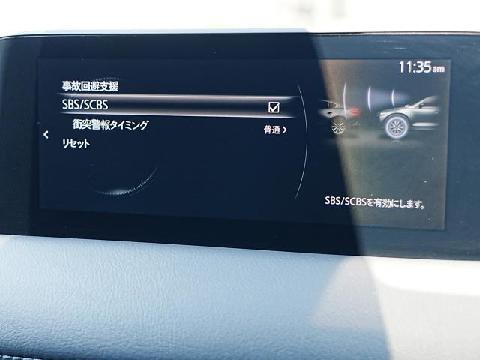 11:35am
事故回避支援
SBS/SCBS
衝突警報タイミング
普通
リセット
SBS/SCBSを有効にします。